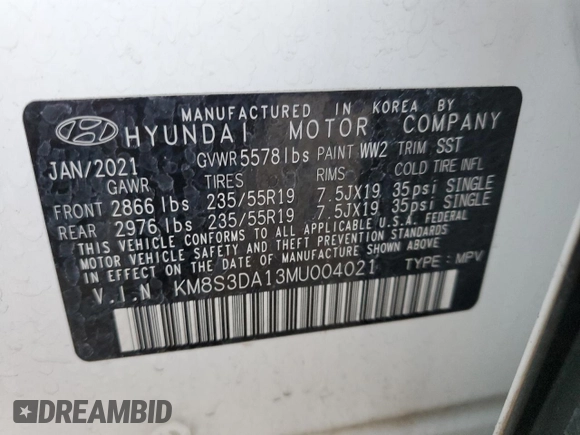 MANUFACTURED IN KOREA BY
HYUNDAI MOTOR COMPANY
JAN/2021 GVWR 5578 lbs PAINT WW2 TRIM SST
GAWR TIRES RIMS COLD TIRE INFL
FRONT 2866 lbs 235/55R19 7.5JX19 35psi SINGLE
REAR 2976 lbs 235/55R19 7.5JX19 35psi SINGLE
THIS VEHICLE CONFORMS TO ALL APPLICABLE U.S.A. FEDERAL
MOTOR VEHICLE SAFETY AND THEFT PREVENTION STANDARDS
IN EFFECT ON THE DATE OF MANUFACTURE SHOWN ABOVE.
V.I.N KM8S3DA13MU004021 TYPE : MPV
DREAMBID